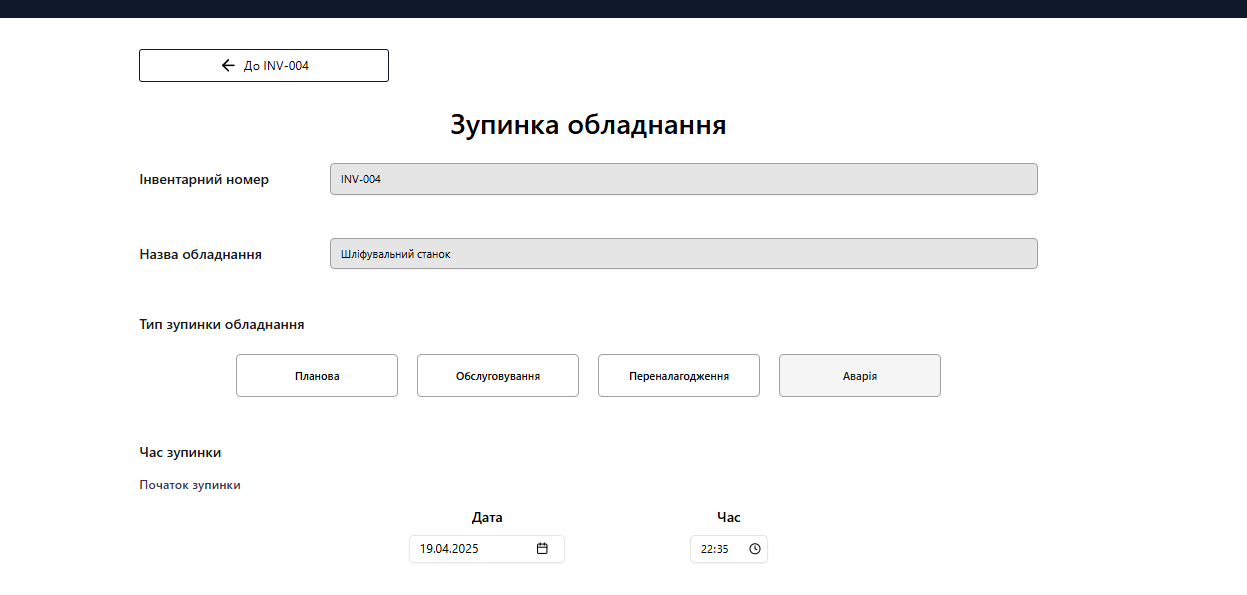 До INV-004
Зупинка обладнання
Інвентарний номер INV-004
Назва обладнання Шліфувальний станок
Тип зупинки обладнання
Планова Обслуговування Переналагодження Аварія
Час зупинки
Початок зупинки
Дата Час
19.04.2025 22:35